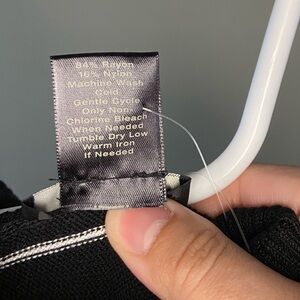 84% Rayon
16% Nylon
Machine Wash
Cold
Gentle Cycle
Only Non-
Chlorine Bleach
When Needed
Tumble Dry Low
Warm Iron
If Needed